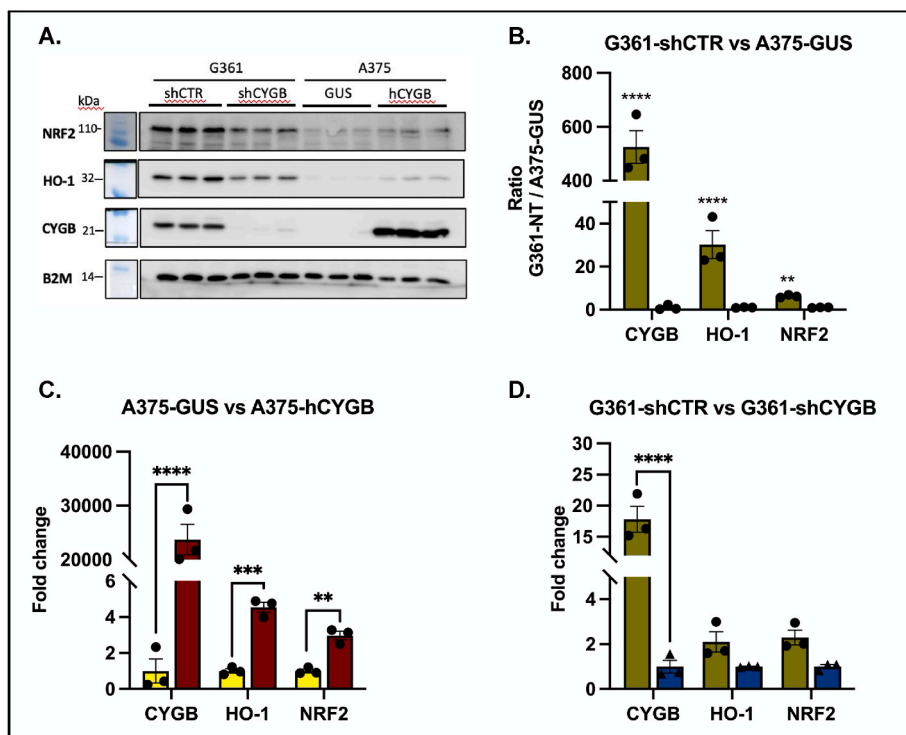 A.
G361 A375
shCTR shCYGB GUS hCYGB
kDa
NRF2 110
HO-1 32
CYGB 21
B2M 14
B.
G361-shCTR vs A375-GUS
Ratio
G361-NT / A375-GUS
800
600
400
40
20
0
****
****
**
CYGB HO-1 NRF2
C.
A375-GUS vs A375-hCYGB
Fold change
40000
30000
20000
6
4
2
0
****
***
**
CYGB HO-1 NRF2
D.
G361-shCTR vs G361-shCYGB
Fold change
30
25
20
15
4
2
0
****
CYGB HO-1 NRF2